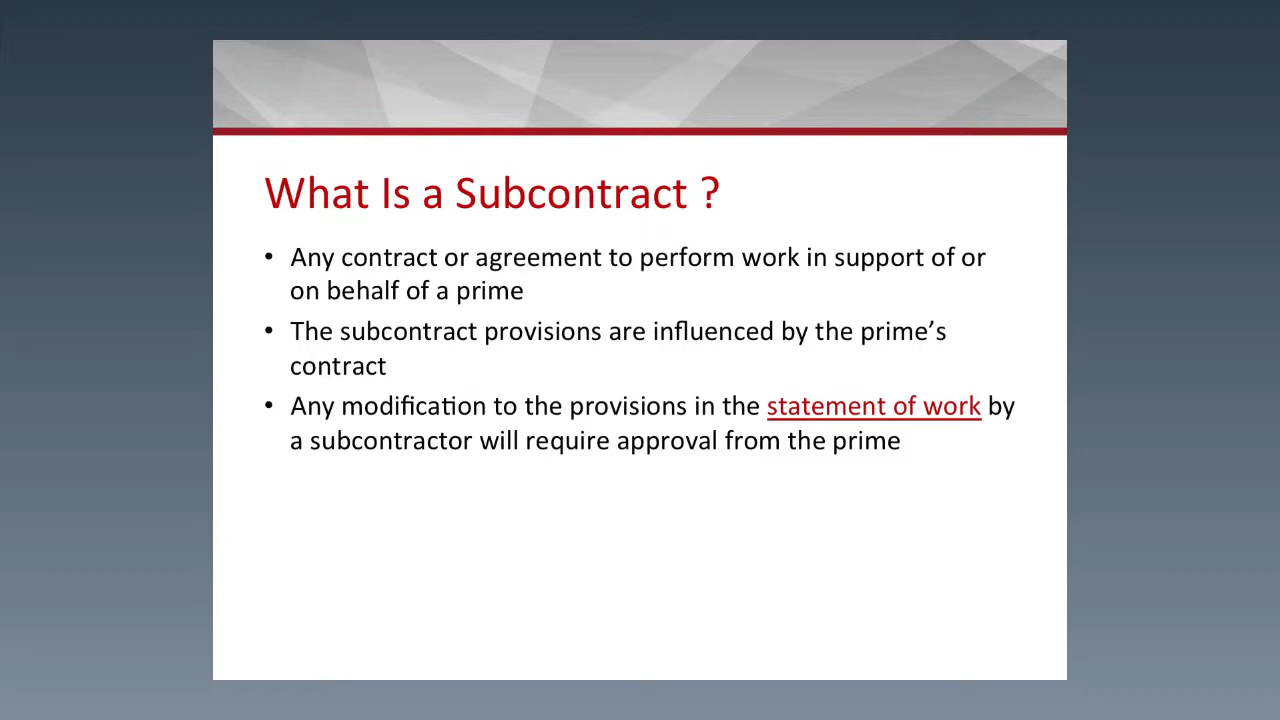 What Is a Subcontract ?
• Any contract or agreement to perform work in support of or
on behalf of a prime
• The subcontract provisions are influenced by the prime’s
contract
• Any modification to the provisions in the statement of work by
a subcontractor will require approval from the prime